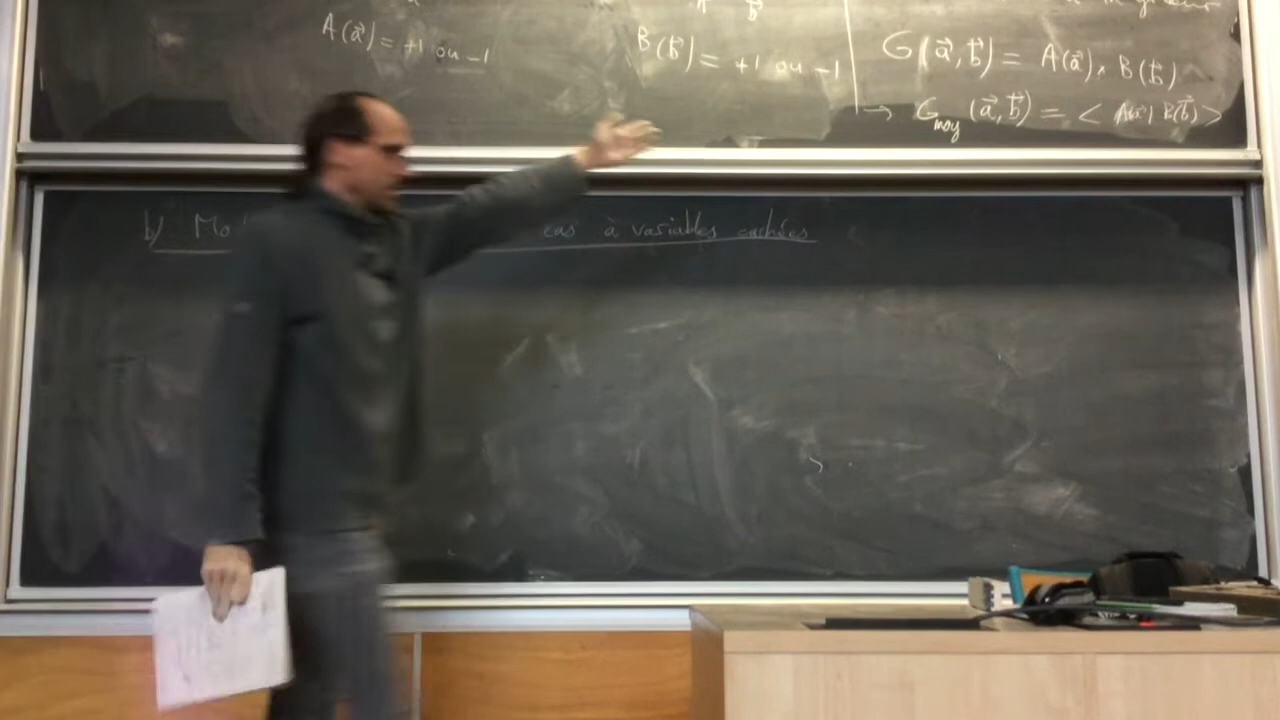 A(a⃗) = +1 ou -1
B(b⃗) = +1 ou -1
G(a⃗,b⃗) = A(a⃗) × B(b⃗)
→ G_moy (a⃗,b⃗) = < A(a⃗) B(b⃗) >
b) Mo cas à variables cachées